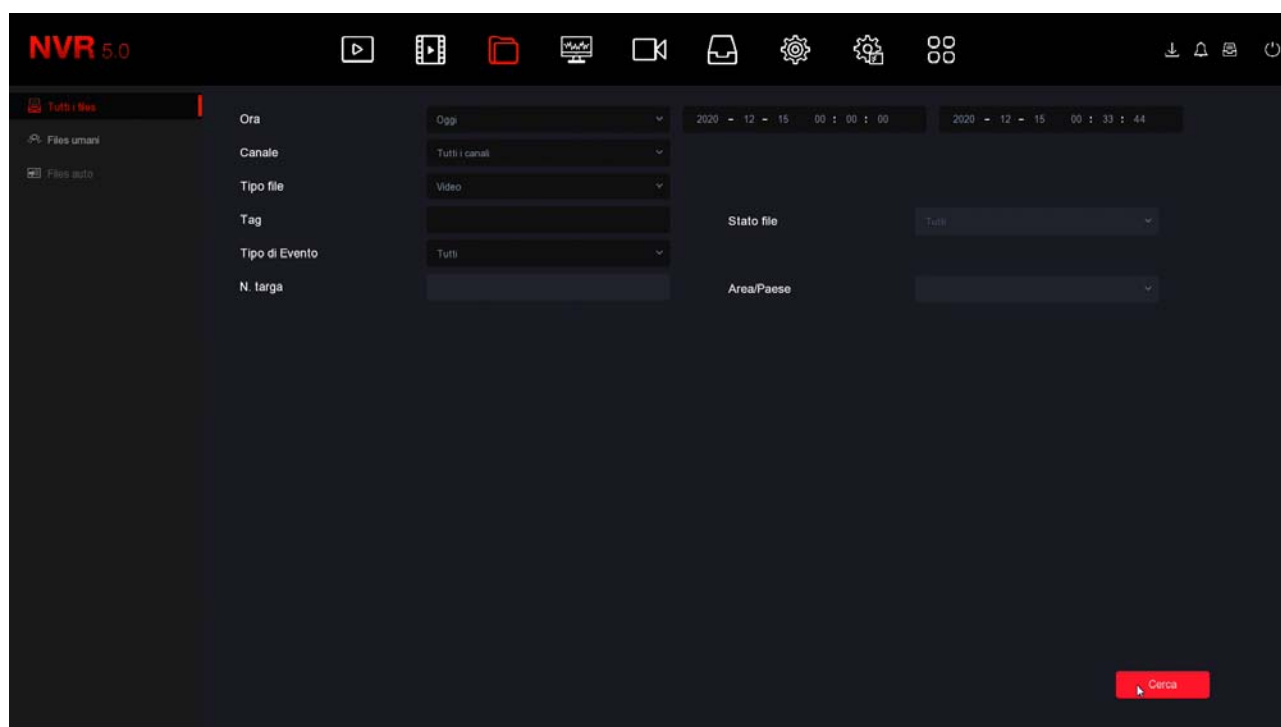 NVR 5.0
Tutti i files
Files umani
Files auto
Ora Oggi 2020 - 12 - 15 00 : 00 : 00 2020 - 12 - 15 00 : 33 : 44
Canale Tutti i canali
Tipo file Video
Tag Stato file Tutti
Tipo di Evento Tutti
N. targa Area/Paese
Cerca